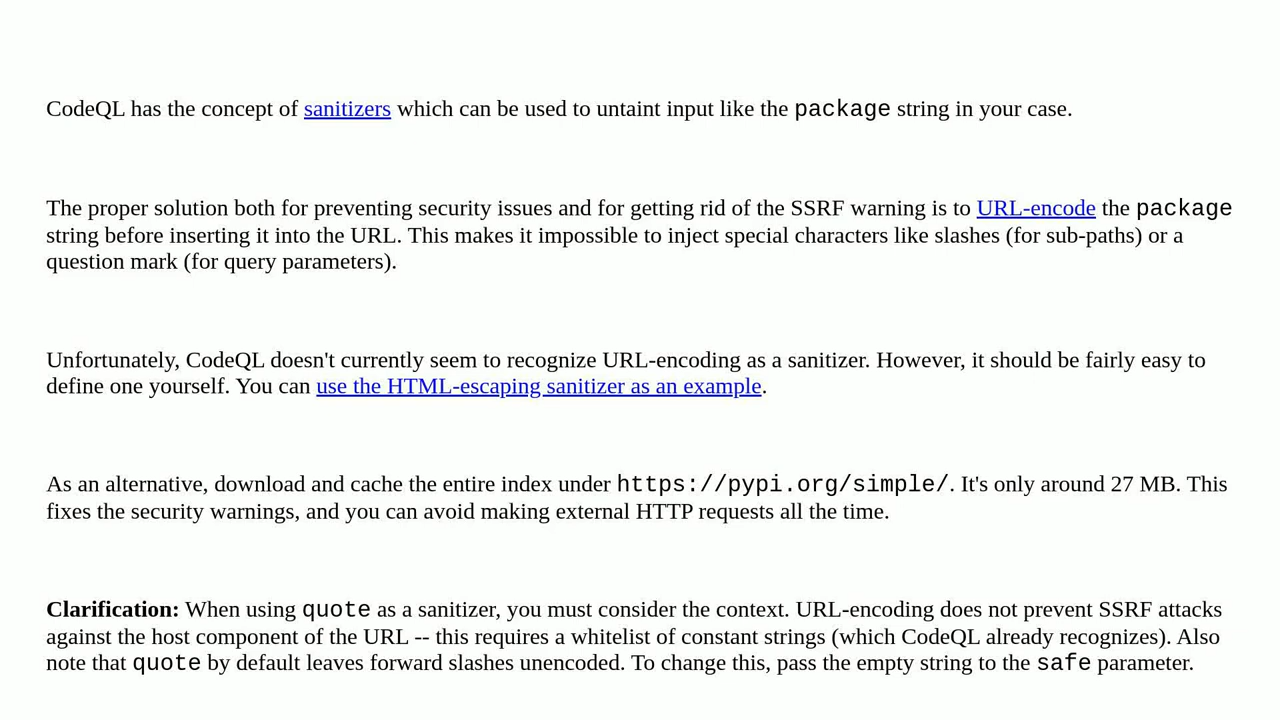 CodeQL has the concept of sanitizers which can be used to untaint input like the package string in your case.
The proper solution both for preventing security issues and for getting rid of the SSRF warning is to URL-encode the package
string before inserting it into the URL. This makes it impossible to inject special characters like slashes (for sub-paths) or a
question mark (for query parameters).
Unfortunately, CodeQL doesn't currently seem to recognize URL-encoding as a sanitizer. However, it should be fairly easy to
define one yourself. You can use the HTML-escaping sanitizer as an example.
As an alternative, download and cache the entire index under https://pypi.org/simple/. It's only around 27 MB. This
fixes the security warnings, and you can avoid making external HTTP requests all the time.
Clarification: When using quote as a sanitizer, you must consider the context. URL-encoding does not prevent SSRF attacks
against the host component of the URL -- this requires a whitelist of constant strings (which CodeQL already recognizes). Also
note that quote by default leaves forward slashes unencoded. To change this, pass the empty string to the safe parameter.